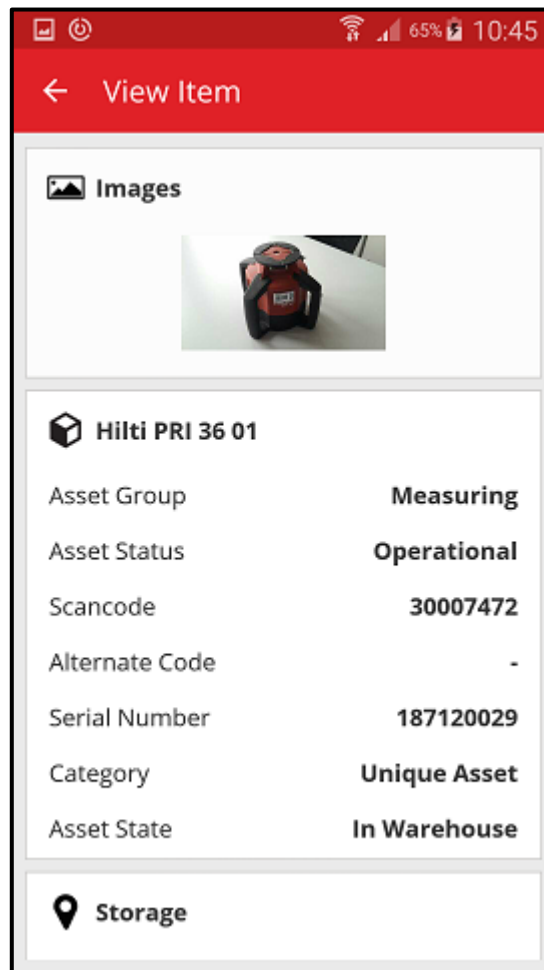 65% 10:45
View Item
Images
Hilti PRI 36 01
Asset Group Measuring
Asset Status Operational
Scancode 30007472
Alternate Code -
Serial Number 187120029
Category Unique Asset
Asset State In Warehouse
Storage